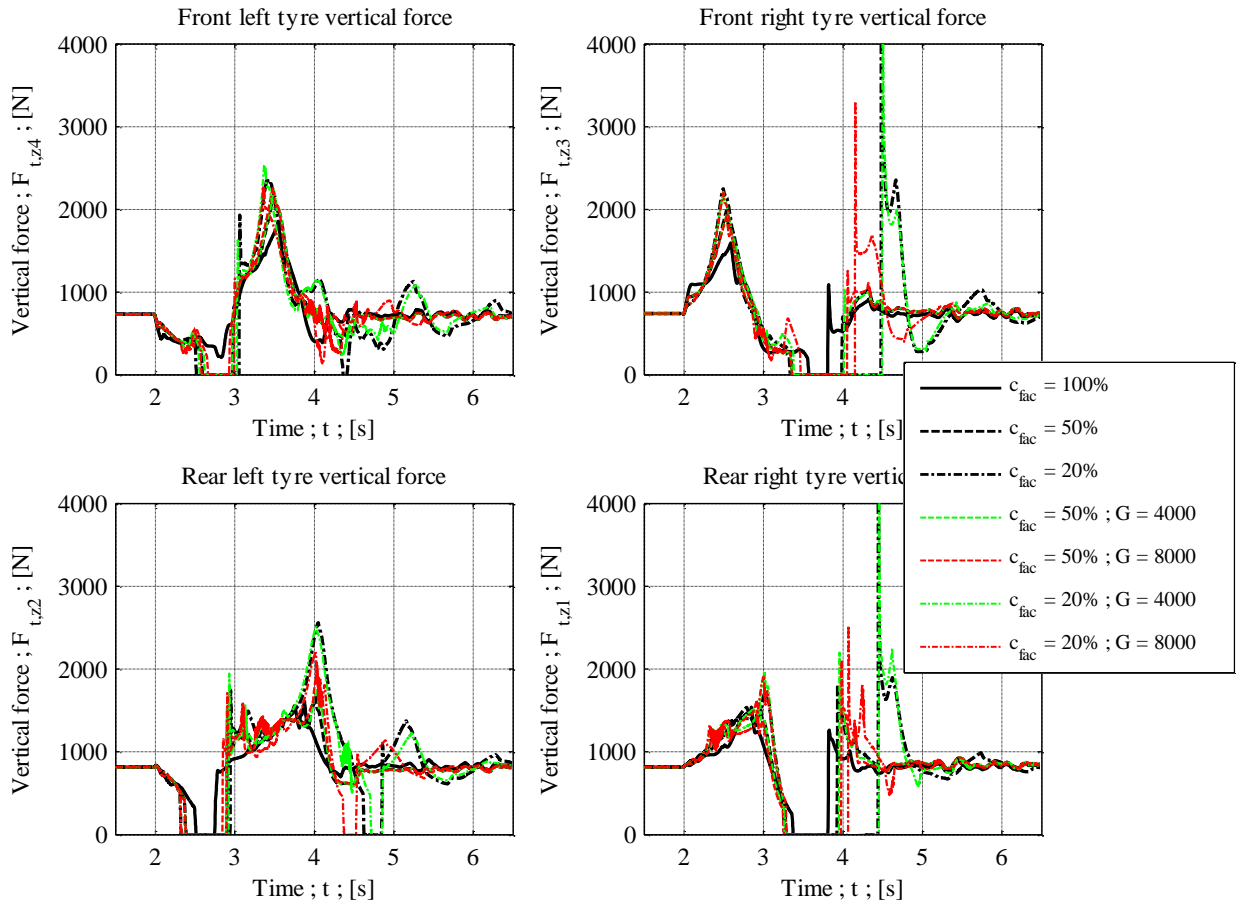 Front left tyre vertical force
Vertical force ; F t,z4 ; [N]
4000
3000
2000
1000
0
2 3 4 5 6
Time ; t ; [s]
Front right tyre vertical force
Vertical force ; F t,z3 ; [N]
4000
3000
2000
1000
0
2 3 4
Time ; t ; [s]
Rear left tyre vertical force
Vertical force ; F t,z2 ; [N]
4000
3000
2000
1000
0
2 3 4 5 6
Time ; t ; [s]
Rear right tyre vertic
Vertical force ; F t,z1 ; [N]
4000
3000
2000
1000
0
2 3 4 5 6
Time ; t ; [s]
c fac = 100%
c fac = 50%
c fac = 20%
c fac = 50% ; G = 4000
c fac = 50% ; G = 8000
c fac = 20% ; G = 4000
c fac = 20% ; G = 8000